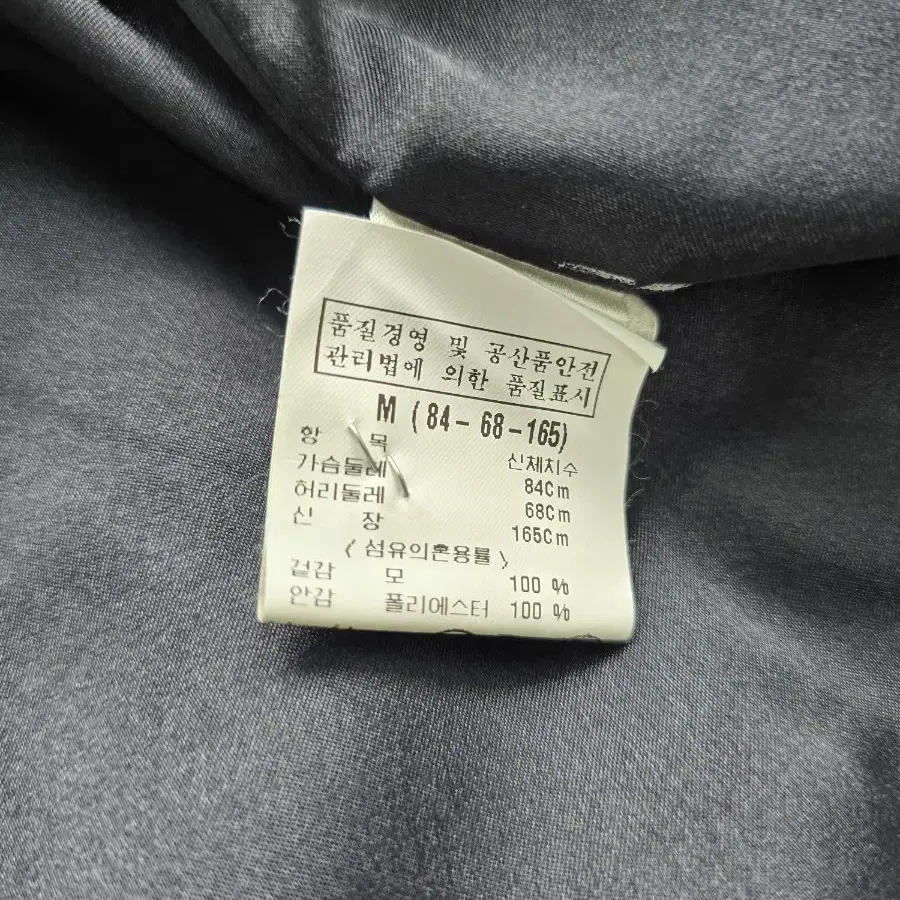 품질경영 및 공산품안전
관리법에 의한 품질표시
M (84-68-165)
항 목 신체치수
가슴둘레 84Cm
허리둘레 68Cm
신 장 165Cm
〈섬유의혼용률〉
겉감 모 100 %
안감 폴리에스터 100 %